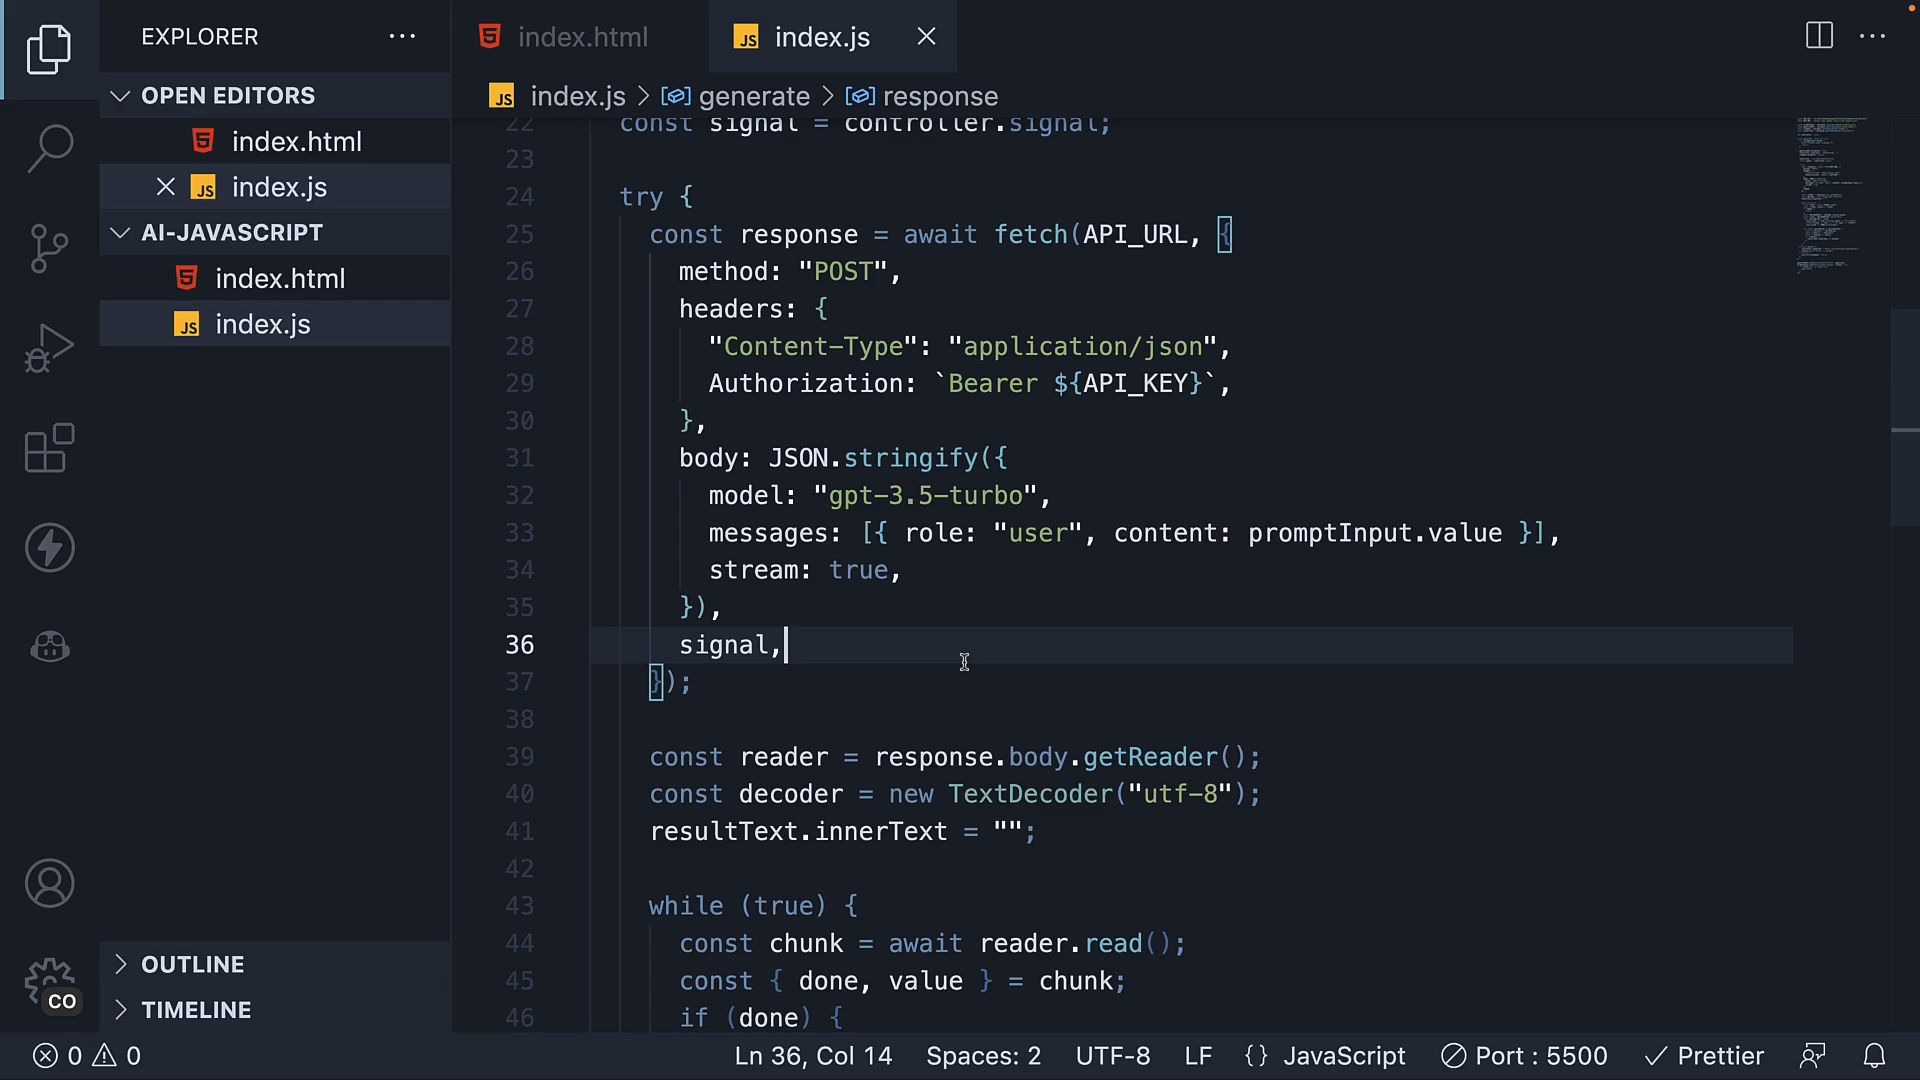 EXPLORER
OPEN EDITORS
index.html
index.js
AI-JAVASCRIPT
index.html
index.js
OUTLINE
TIMELINE
CO
index.html
JS index.js
JS index.js > generate > response
22 const signal = controller.signal;
23
24 try {
25 const response = await fetch(API_URL, {
26 method: "POST",
27 headers: {
28 "Content-Type": "application/json",
29 Authorization: `Bearer ${API_KEY}`,
30 },
31 body: JSON.stringify({
32 model: "gpt-3.5-turbo",
33 messages: [{ role: "user", content: promptInput.value }],
34 stream: true,
35 }),
36 signal,
37 });
38
39 const reader = response.body.getReader();
40 const decoder = new TextDecoder("utf-8");
41 resultText.innerText = "";
42
43 while (true) {
44 const chunk = await reader.read();
45 const { done, value } = chunk;
46 if (done) {
0 0 Ln 36, Col 14 Spaces: 2 UTF-8 LF {} JavaScript Port : 5500 Prettier